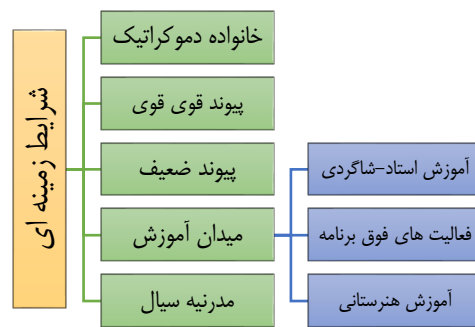 شرایط زمینه ای
خانواده دموکراتیک
پیوند قوی قوی
پیوند ضعیف
میدان آموزش
مدرنیه سیال
آموزش استاد-شاگردی
فعالیت های فوق برنامه
آموزش هنرستانی